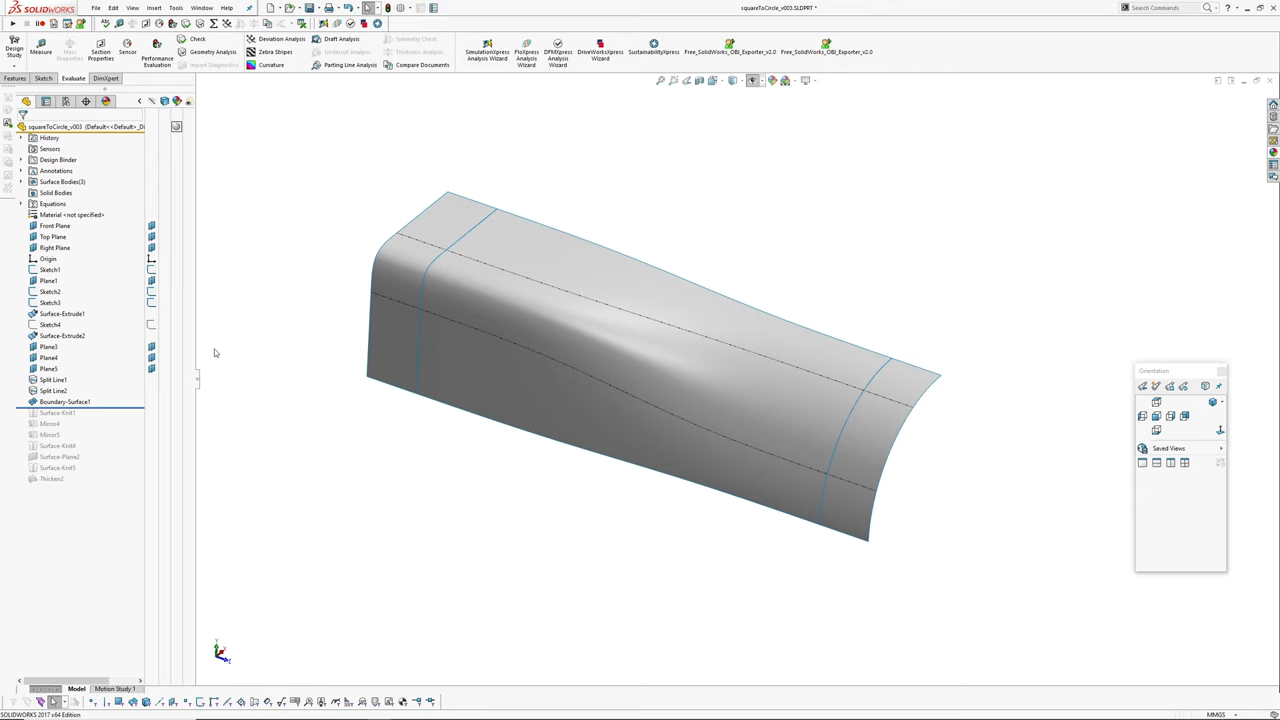 SOLIDWORKS File Edit View Insert Tools Window Help squareToCircle_v003.SLDPRT * Search Commands
Design Study
Measure
Mass Properties
Section Properties
Sensor
Performance Evaluation
Check
Geometry Analysis
Import Diagnostics
Deviation Analysis
Zebra Stripes
Curvature
Draft Analysis
Undercut Analysis
Parting Line Analysis
Symmetry Check
Thickness Analysis
Compare Documents
SimulationXpress Analysis Wizard
FloXpress Analysis Wizard
DFMXpress Analysis Wizard
DriveWorksXpress Wizard
SustainabilityXpress
Free_SolidWorks_OBJ_Exporter_v2.0
Free_SolidWorks_OBJ_Exporter_v2.0
Features Sketch Evaluate DimXpert
squareToCircle_v003 (Default<<Default>_Di
History
Sensors
Design Binder
Annotations
Surface Bodies(3)
Solid Bodies
Equations
Material <not specified>
Front Plane
Top Plane
Right Plane
Origin
Sketch1
Plane1
Sketch2
Sketch3
Surface-Extrude1
Sketch4
Surface-Extrude2
Plane3
Plane4
Plane5
Split Line1
Split Line2
Boundary-Surface1
Surface-Knit1
Mirror4
Mirror5
Surface-Knit4
Surface-Plane2
Surface-Knit5
Thicken2
Orientation
Saved Views
Y
X
Z
Model Motion Study 1
SOLIDWORKS 2017 x64 Edition MMGS